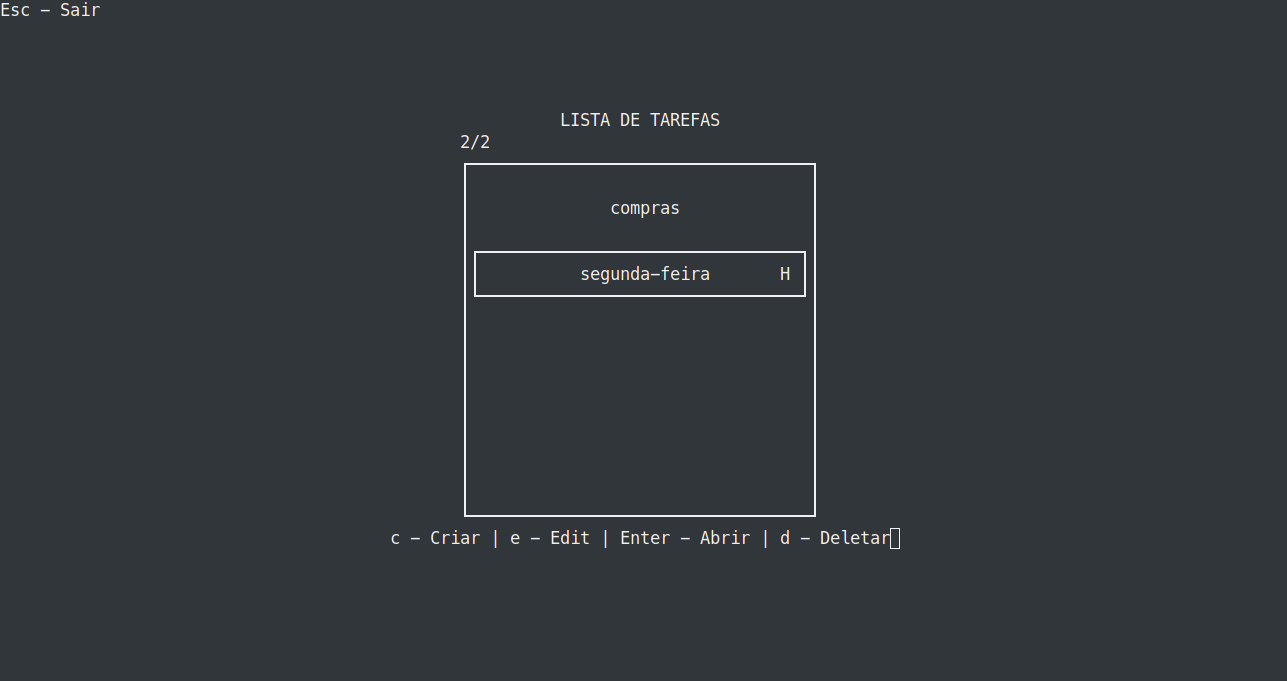 Esc - Sair
LISTA DE TAREFAS
2/2
compras
segunda-feira H
c - Criar | e - Edit | Enter - Abrir | d - Deletar